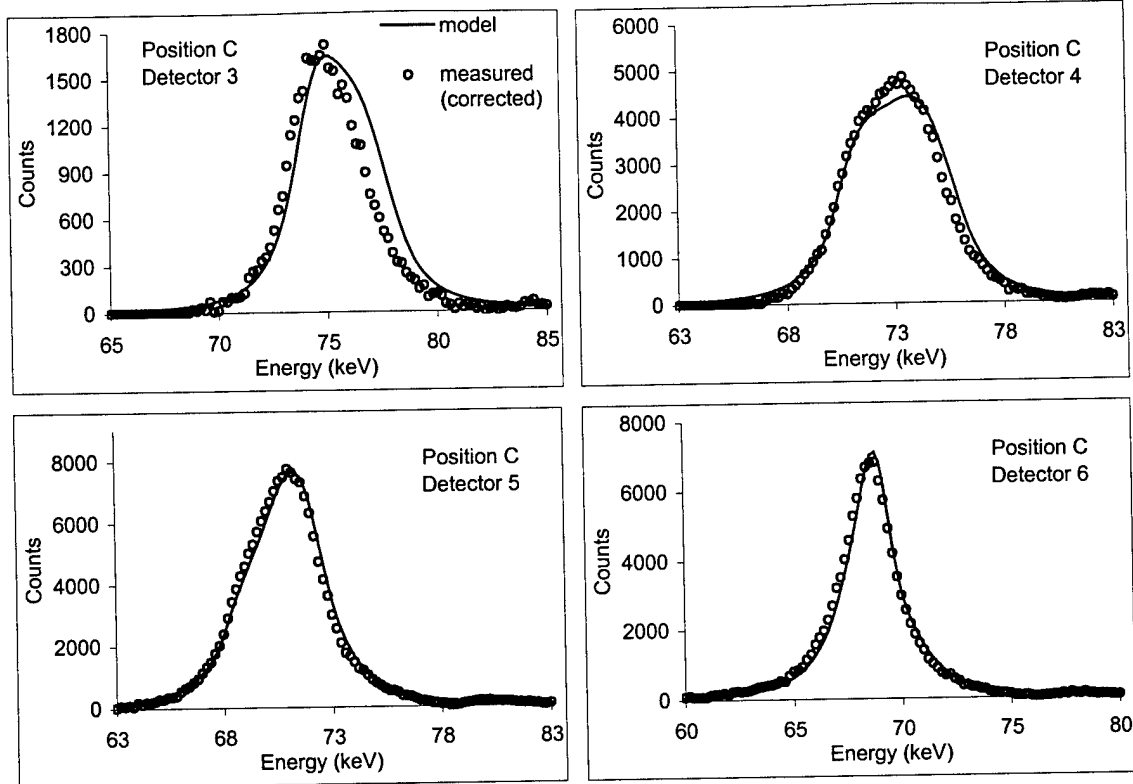 1800
1500
1200
900
600
300
0
Counts
Position C
Detector 3
model
measured
(corrected)
65
70
75
80
85
Energy (keV)
6000
5000
4000
3000
2000
1000
0
Counts
Position C
Detector 4
63
68
73
78
83
Energy (keV)
8000
6000
4000
2000
0
Counts
Position C
Detector 5
63
68
73
78
83
Energy (keV)
8000
6000
4000
2000
0
Counts
Position C
Detector 6
60
65
70
75
80
Energy (keV)